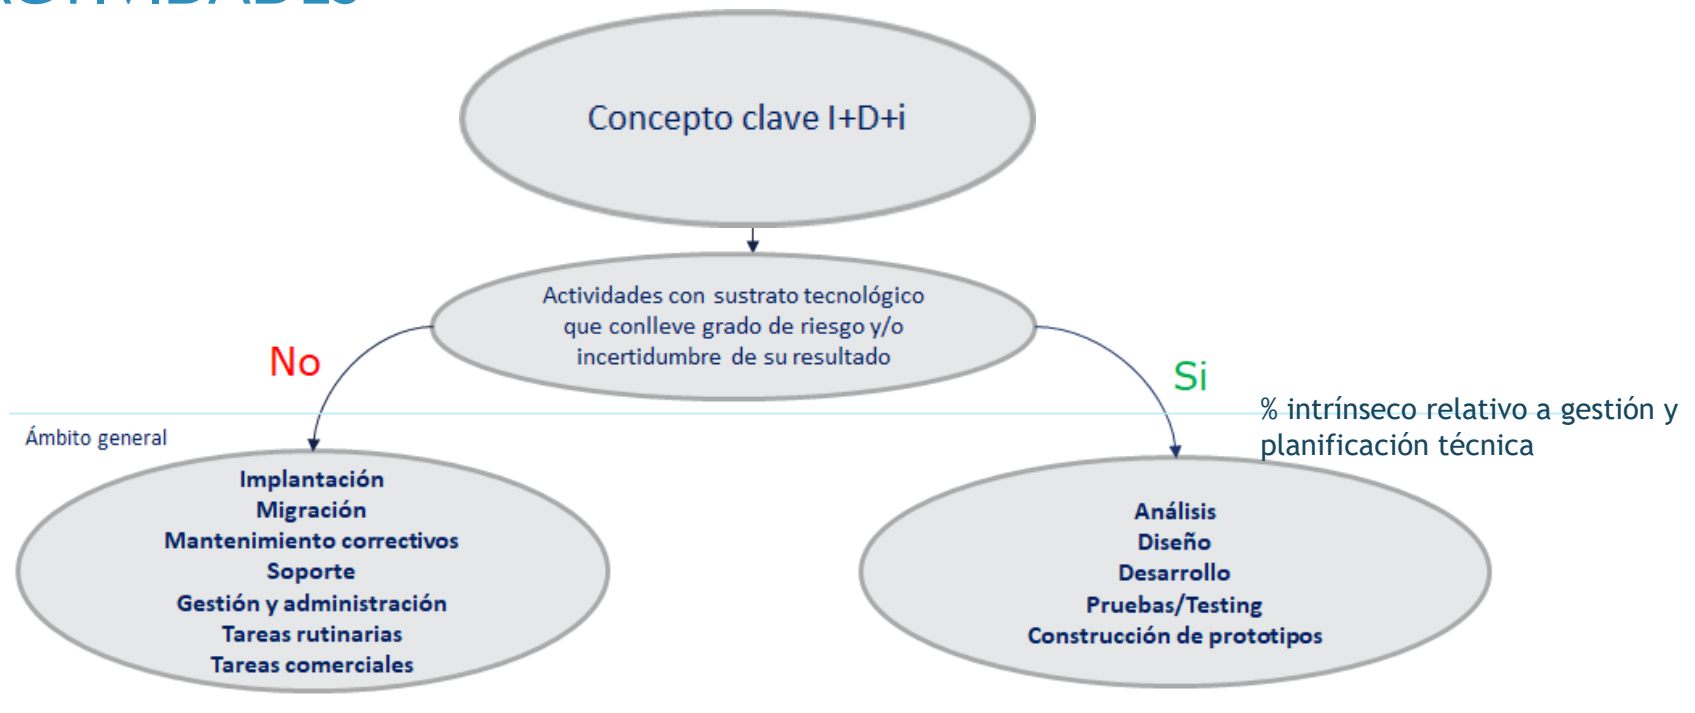 ACTIVIDADES
Concepto clave I+D+i
Actividades con sustrato tecnológico
que conlleve grado de riesgo y/o
incertidumbre de su resultado
No
Si
% intrínseco relativo a gestión y
planificación técnica
Ámbito general
Implantación
Migración
Mantenimiento correctivos
Soporte
Gestión y administración
Tareas rutinarias
Tareas comerciales
Análisis
Diseño
Desarrollo
Pruebas/Testing
Construcción de prototipos